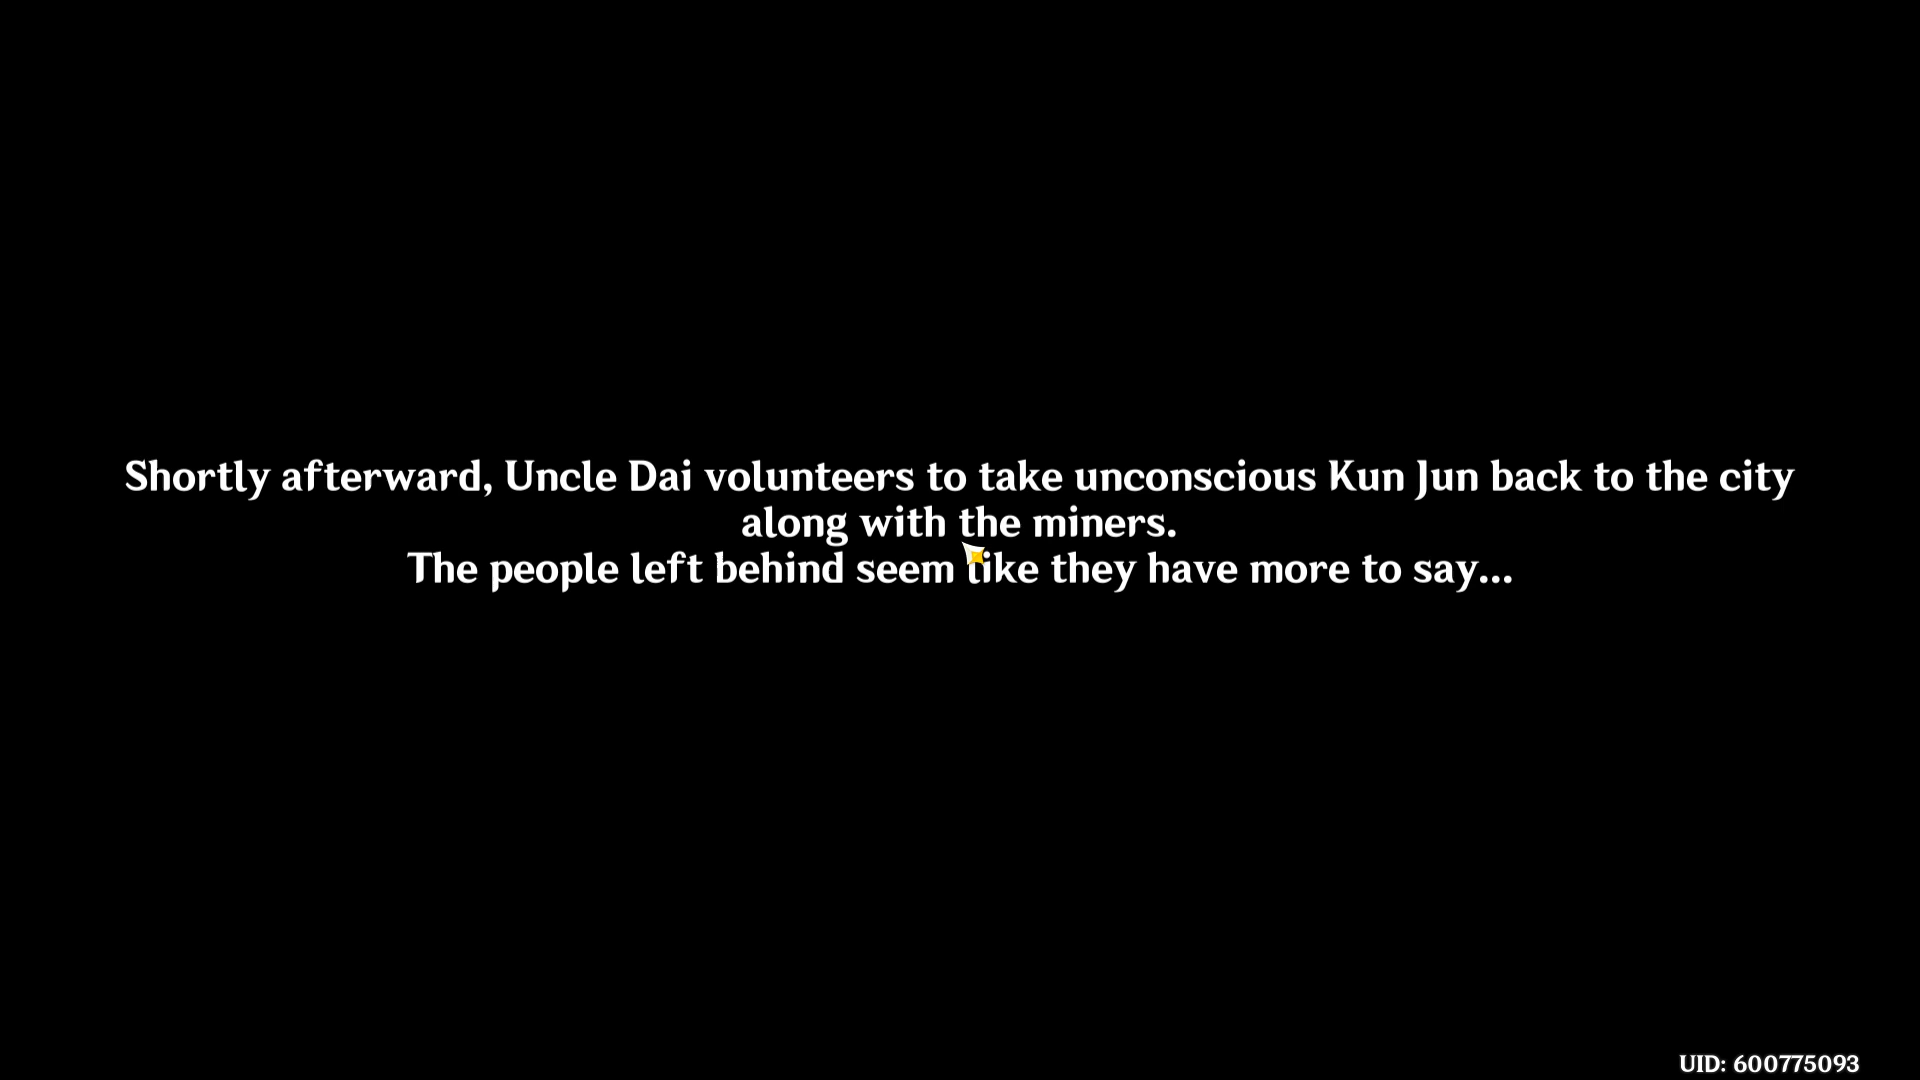 Shortly afterward, Uncle Dai volunteers to take unconscious Kun Jun back to the city
along with the miners.
The people left behind seem like they have more to say...
UID: 600775093